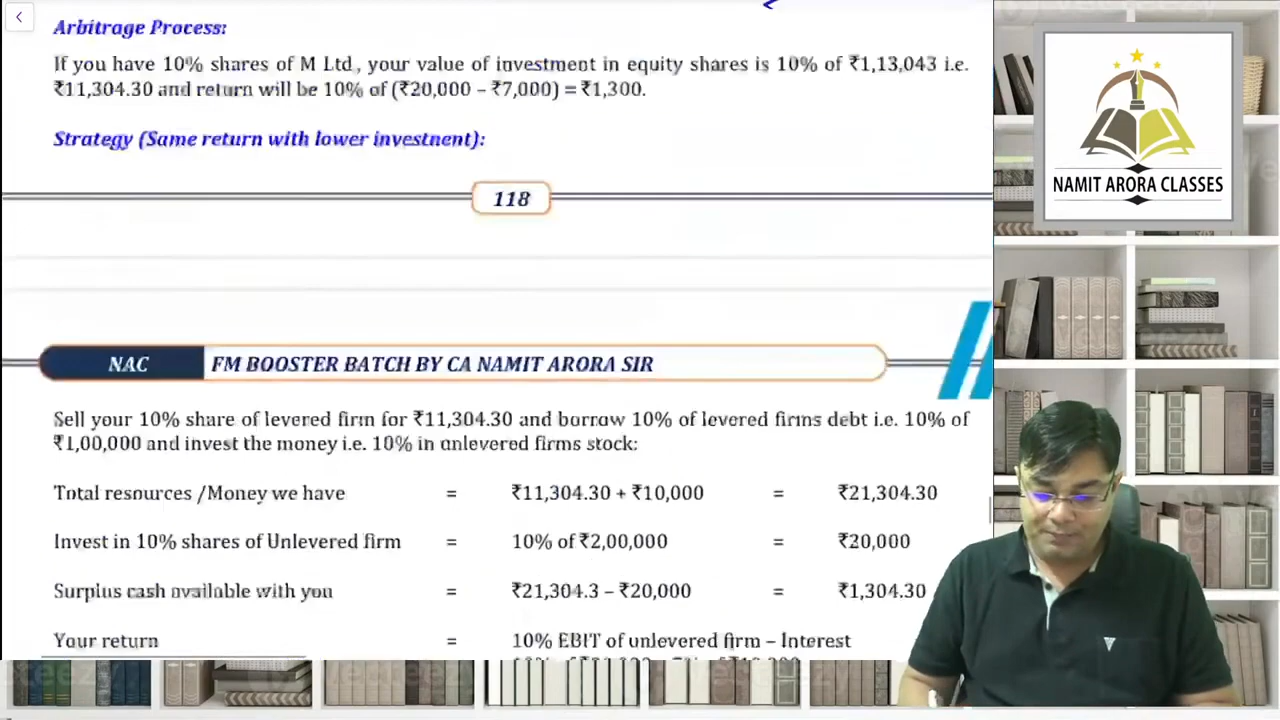 Arbitrage Process:
If you have 10% shares of M Ltd., your value of investment in equity shares is 10% of ₹1,13,043 i.e.
₹11,304.30 and return will be 10% of (₹20,000 – ₹7,000) = ₹1,300.
Strategy (Same return with lower investment):
118
NAC FM BOOSTER BATCH BY CA NAMIT ARORA SIR
Sell your 10% share of levered firm for ₹11,304.30 and borrow 10% of levered firms debt i.e. 10% of
₹1,00,000 and invest the money i.e. 10% in unlevered firms stock:
Total resources /Money we have = ₹11,304.30 + ₹10,000 = ₹21,304.30
Invest in 10% shares of Unlevered firm = 10% of ₹2,00,000 = ₹20,000
Surplus cash available with you = ₹21,304.3 – ₹20,000 = ₹1,304.30
Your return = 10% EBIT of unlevered firm – Interest
NAMIT ARORA CLASSES